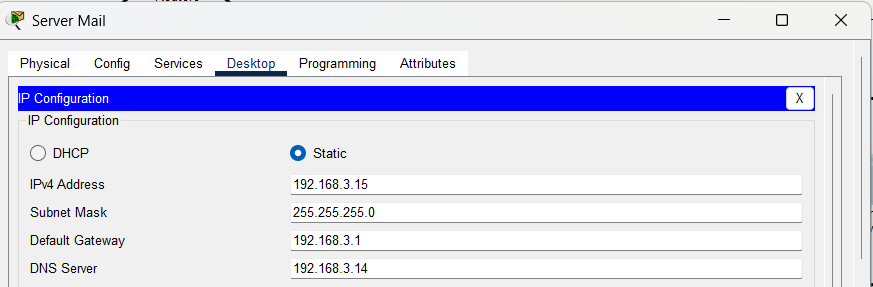 Server Mail
Physical Config Services Desktop Programming Attributes
IP Configuration X
IP Configuration
DHCP Static
IPv4 Address 192.168.3.15
Subnet Mask 255.255.255.0
Default Gateway 192.168.3.1
DNS Server 192.168.3.14